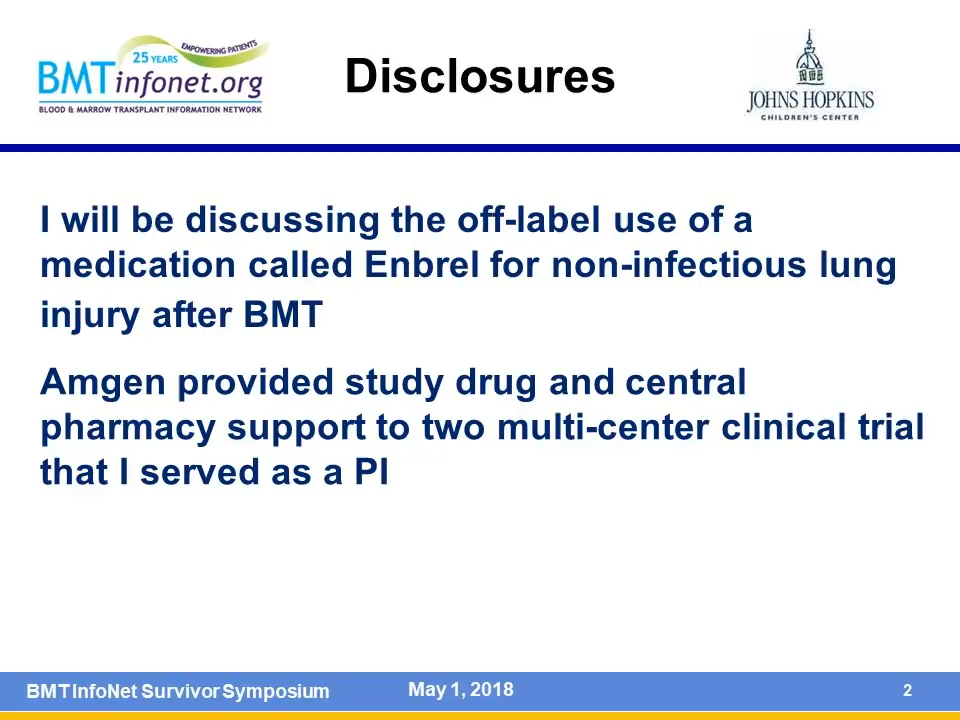 EMPOWERING PATIENTS
25 YEARS
BMTinfonet.org
BLOOD & MARROW TRANSPLANT INFORMATION NETWORK
Disclosures
JOHNS HOPKINS
CHILDREN'S CENTER
I will be discussing the off-label use of a
medication called Enbrel for non-infectious lung
injury after BMT
Amgen provided study drug and central
pharmacy support to two multi-center clinical trial
that I served as a PI
BMT InfoNet Survivor Symposium
May 1, 2018
2